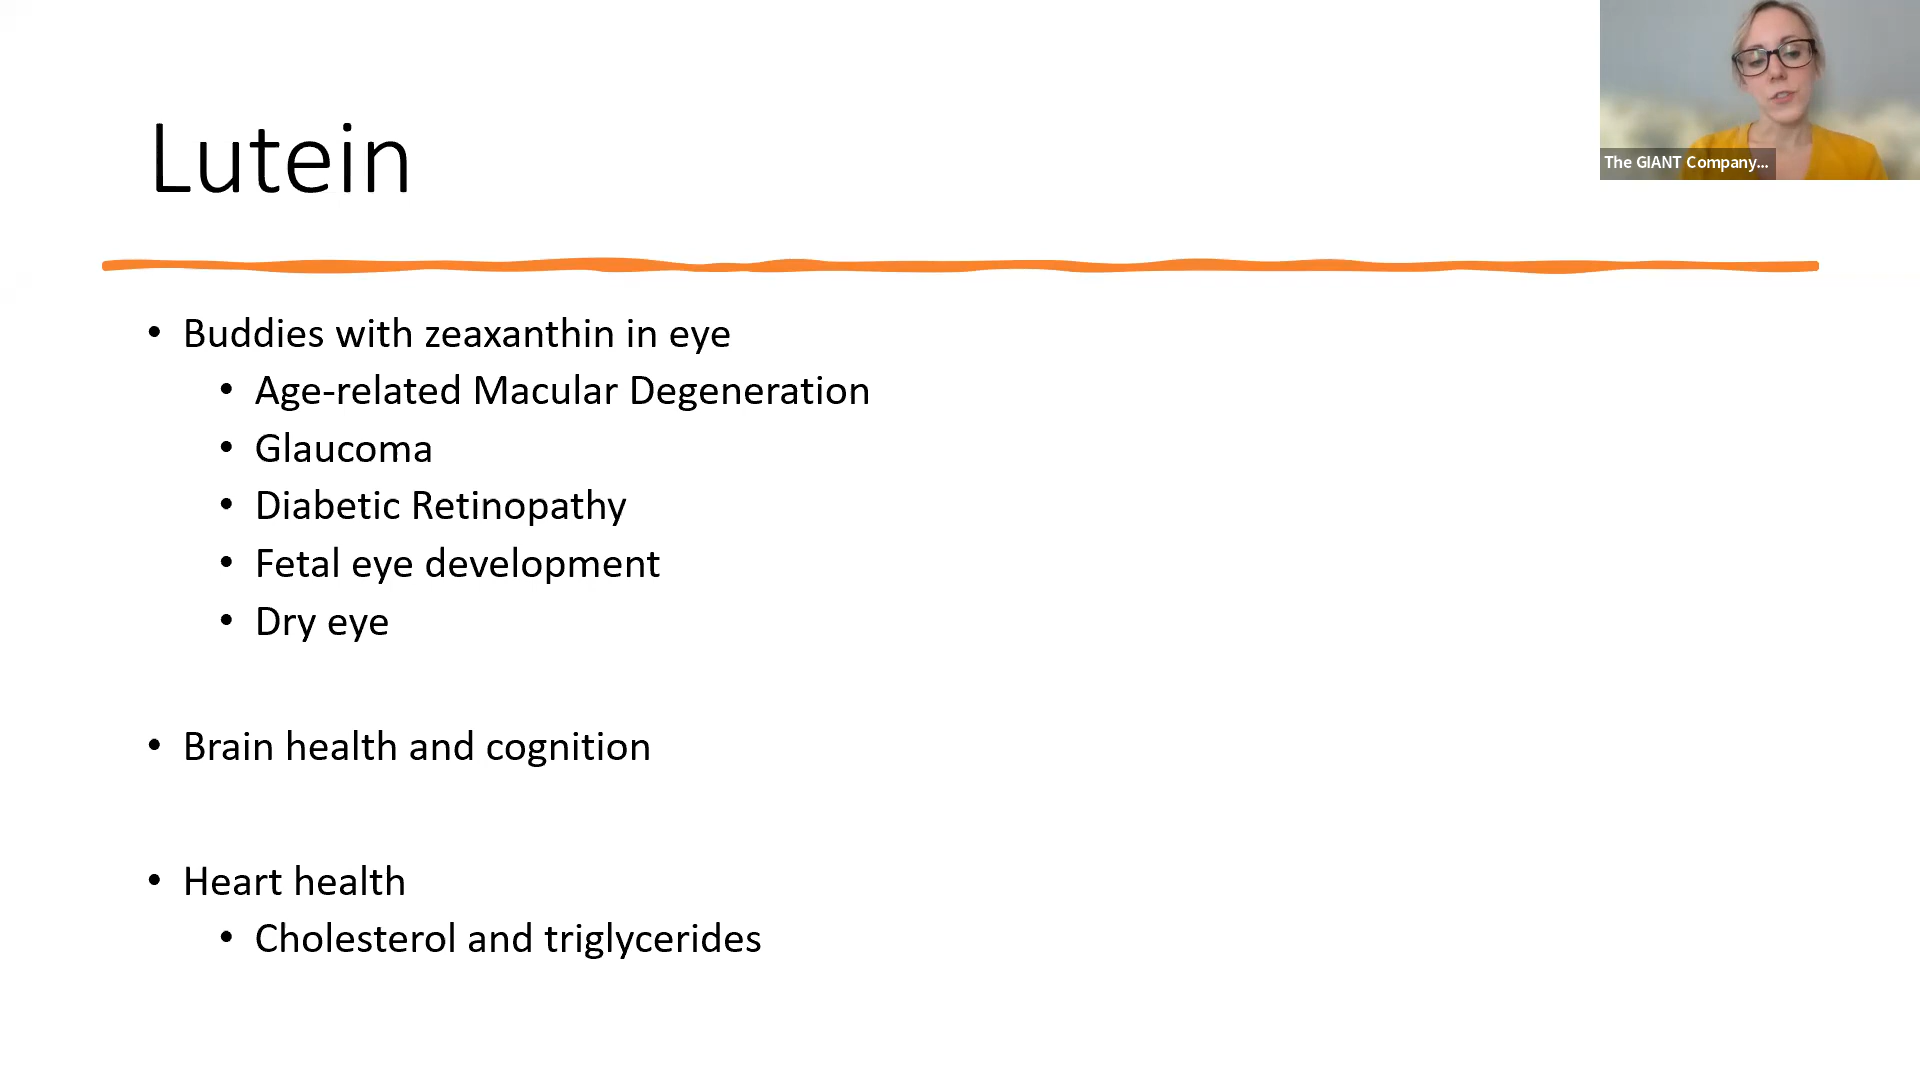 The GIANT Company...
Lutein
• Buddies with zeaxanthin in eye
• Age-related Macular Degeneration
• Glaucoma
• Diabetic Retinopathy
• Fetal eye development
• Dry eye
• Brain health and cognition
• Heart health
• Cholesterol and triglycerides